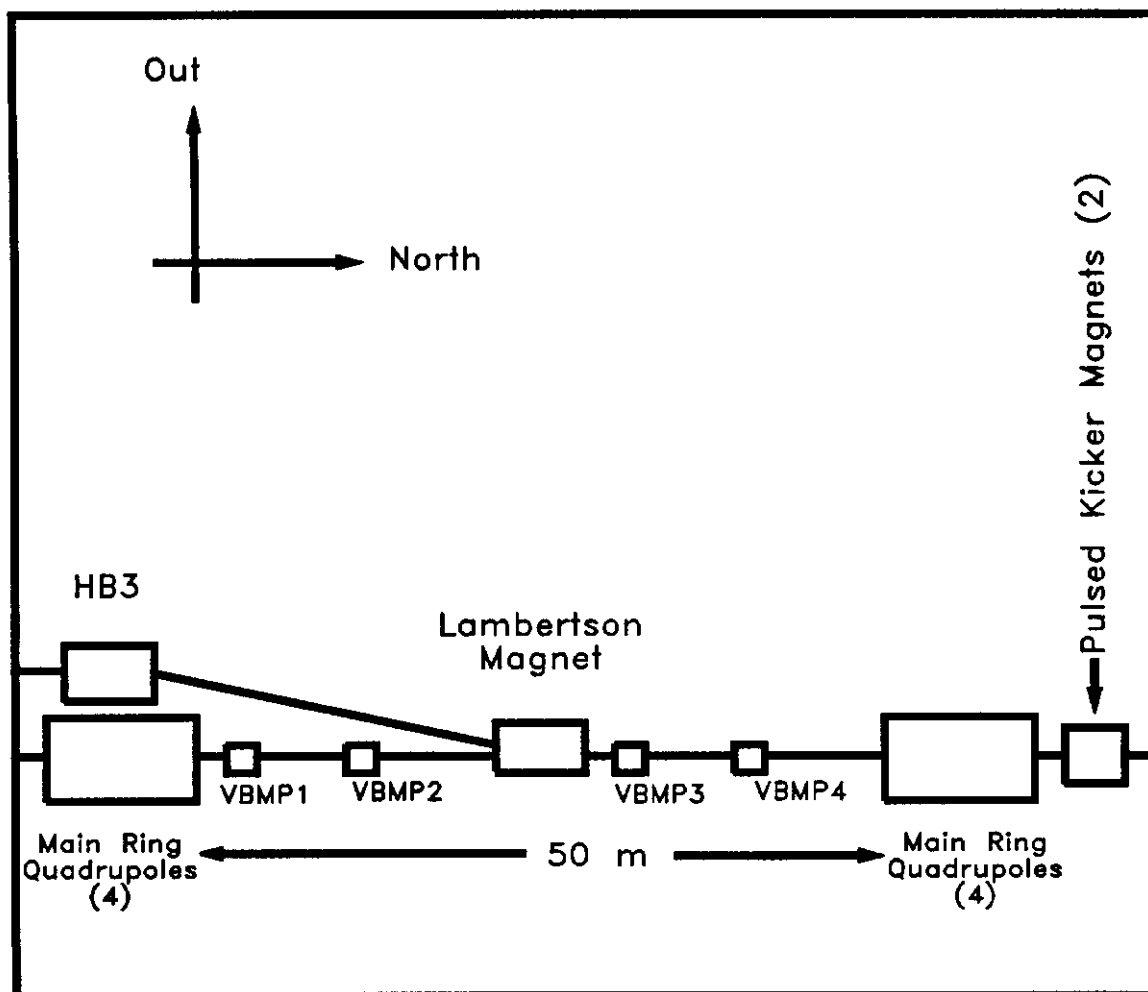 Out
North
Pulsed Kicker Magnets (2)
HB3
Lambertson
Magnet
VBMP1
VBMP2
VBMP3
VBMP4
Main Ring
Quadrupoles
(4)
50 m
Main Ring
Quadrupoles
(4)